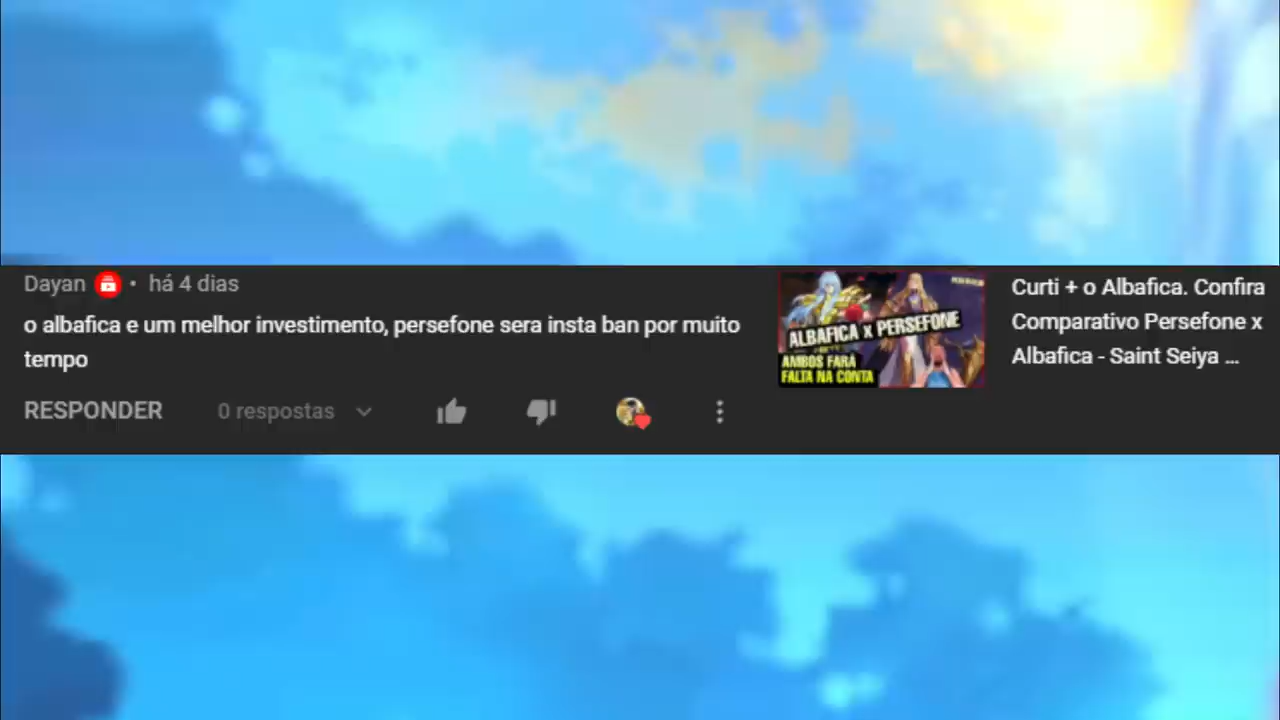 Dayan • há 4 dias
o albafica e um melhor investimento, persefone sera insta ban por muito
tempo
RESPONDER 0 respostas
ALBAFICA X PERSEFONE
AMBOS FARÁ
FALTA NA CONTA
Curti + o Albafica. Confira
Comparativo Persefone x
Albafica - Saint Seiya ...